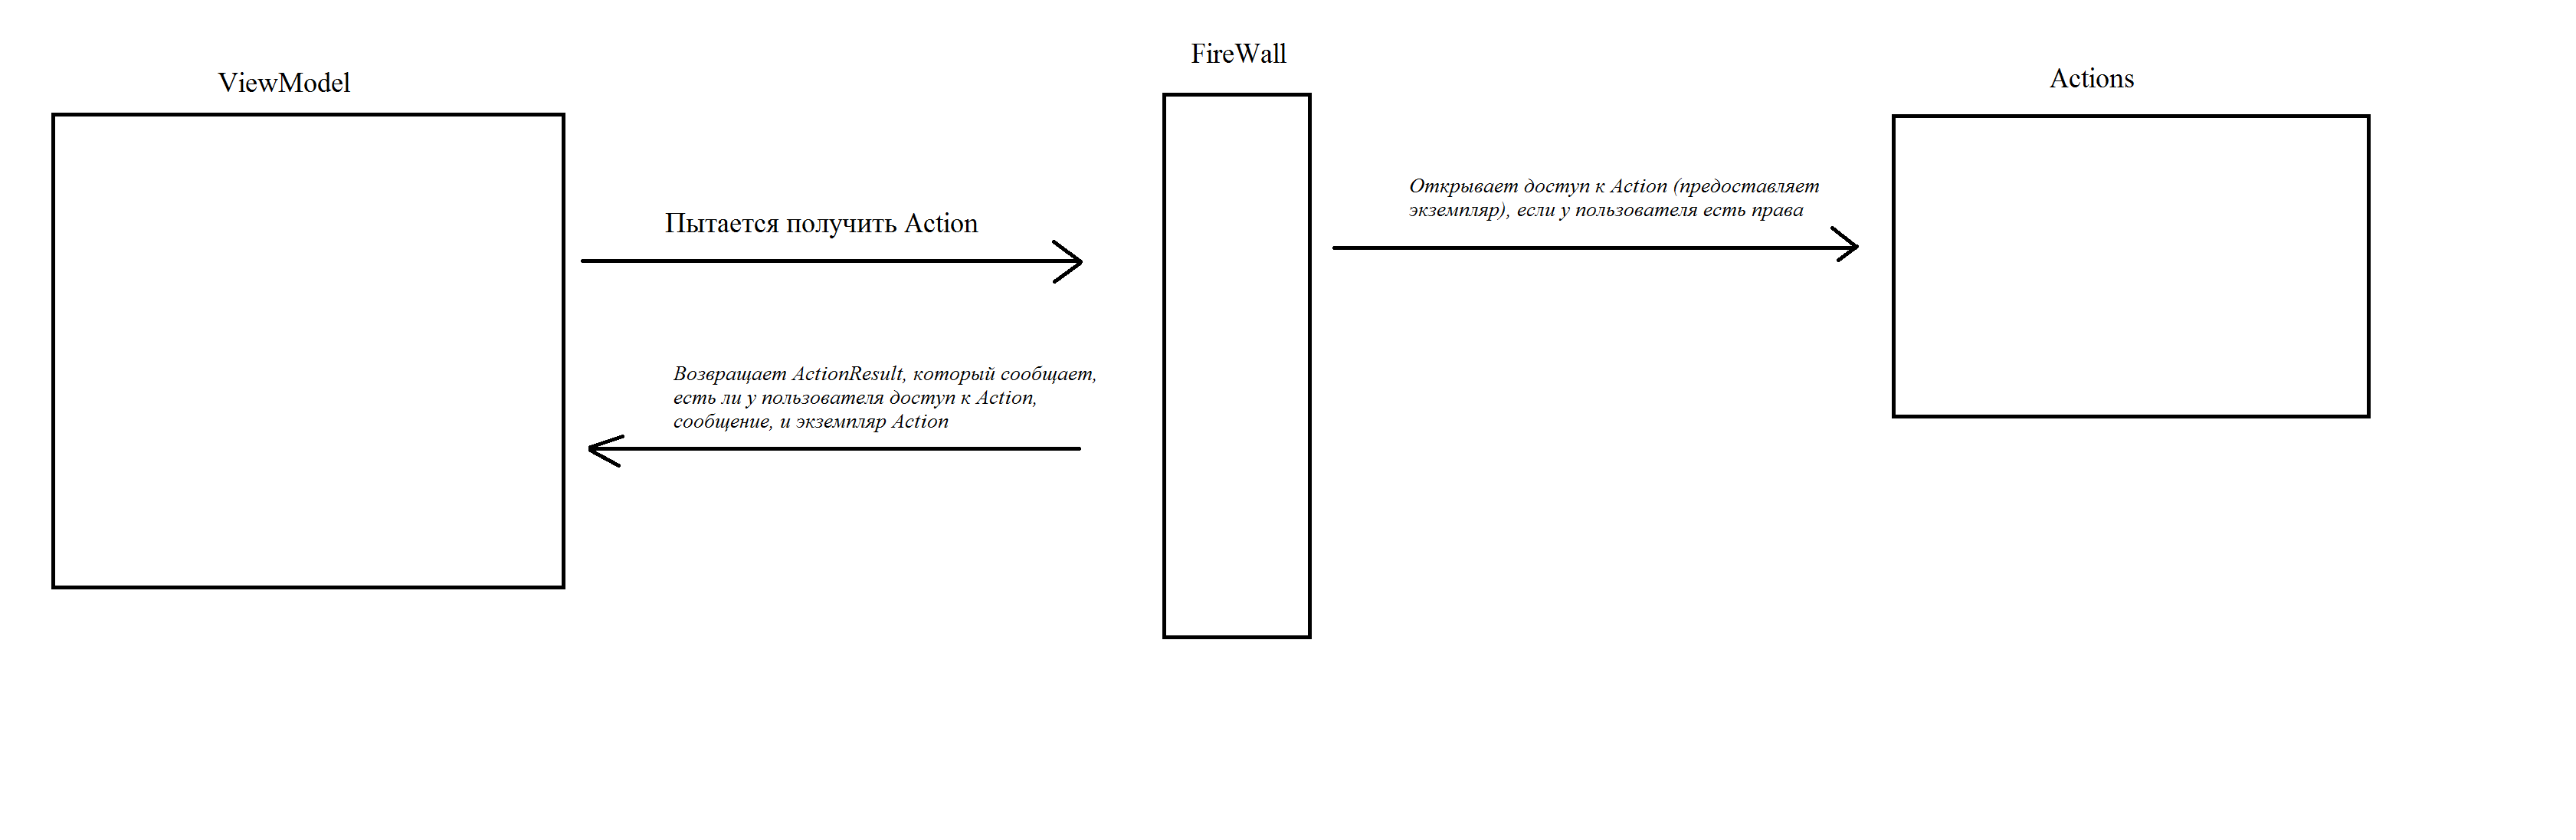 ViewModel
FireWall
Actions
Пытается получить Action
Открывает доступ к Action (предоставляет
экземпляр), если у пользователя есть права
Возвращает ActionResult, который сообщает,
есть ли у пользователя доступ к Action,
сообщение, и экземпляр Action